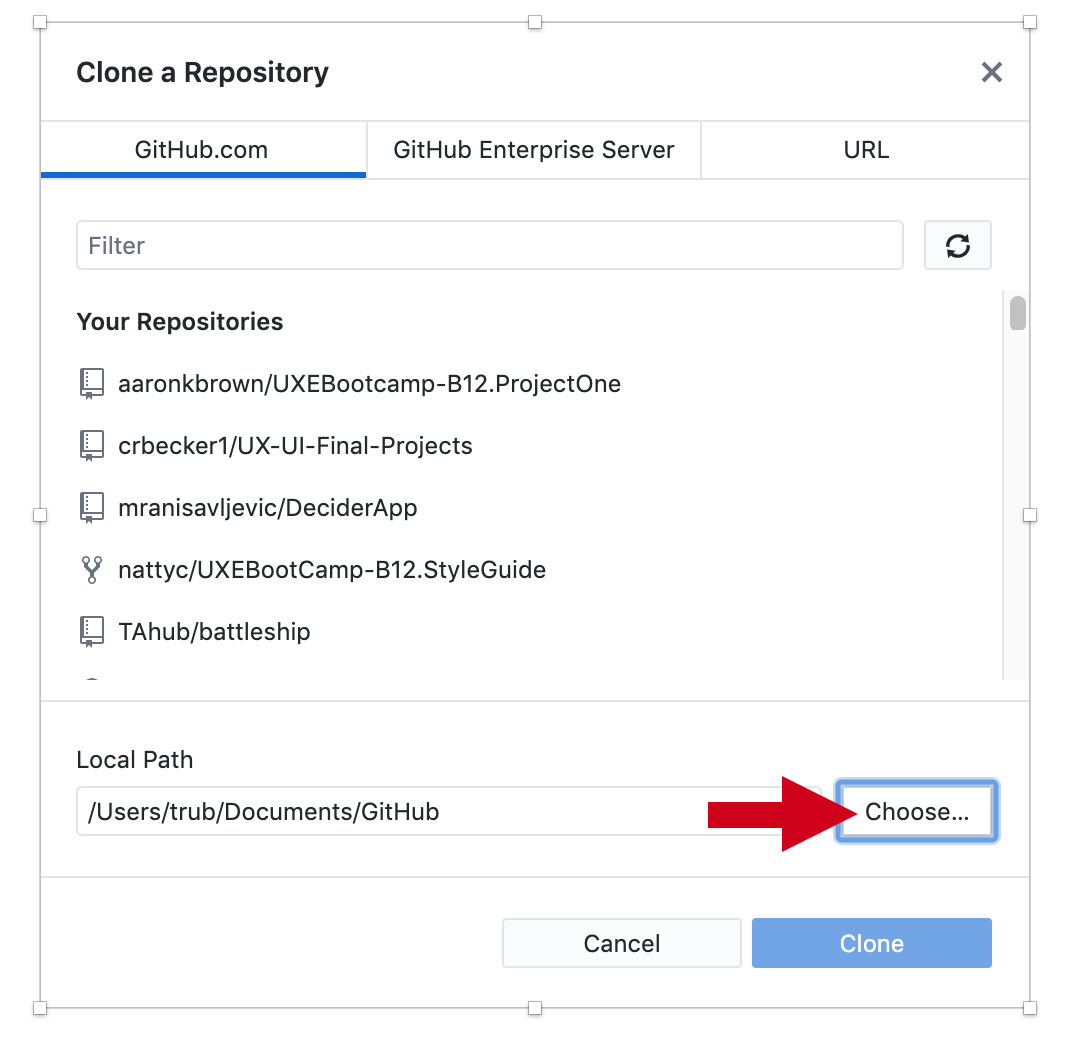 Clone a Repository
GitHub.com
GitHub Enterprise Server
URL
Filter
Your Repositories
aaronkbrown/UXEBootcamp-B12.ProjectOne
crbecker1/UX-UI-Final-Projects
mranisavljevic/DeciderApp
nattyc/UXEBootCamp-B12.StyleGuide
TAhub/battleship
Local Path
/Users/trub/Documents/GitHub
Choose...
Cancel
Clone